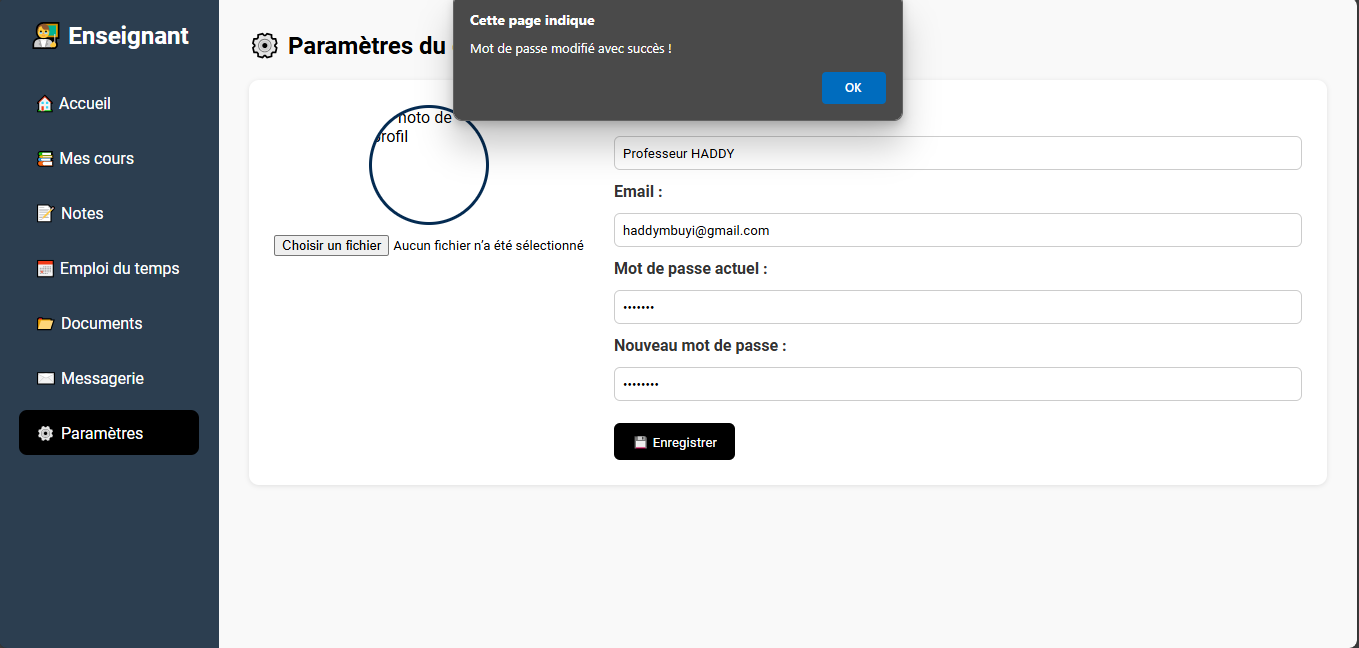 Enseignant
Accueil
Mes cours
Notes
Emploi du temps
Documents
Messagerie
Paramètres
Paramètres du
Cette page indique
Mot de passe modifié avec succès !
OK
hoto de
profil
Choisir un fichier Aucun fichier n'a été sélectionné
Professeur HADDY
Email :
haddymbuyi@gmail.com
Mot de passe actuel :
•••••••
Nouveau mot de passe :
••••••••
Enregistrer